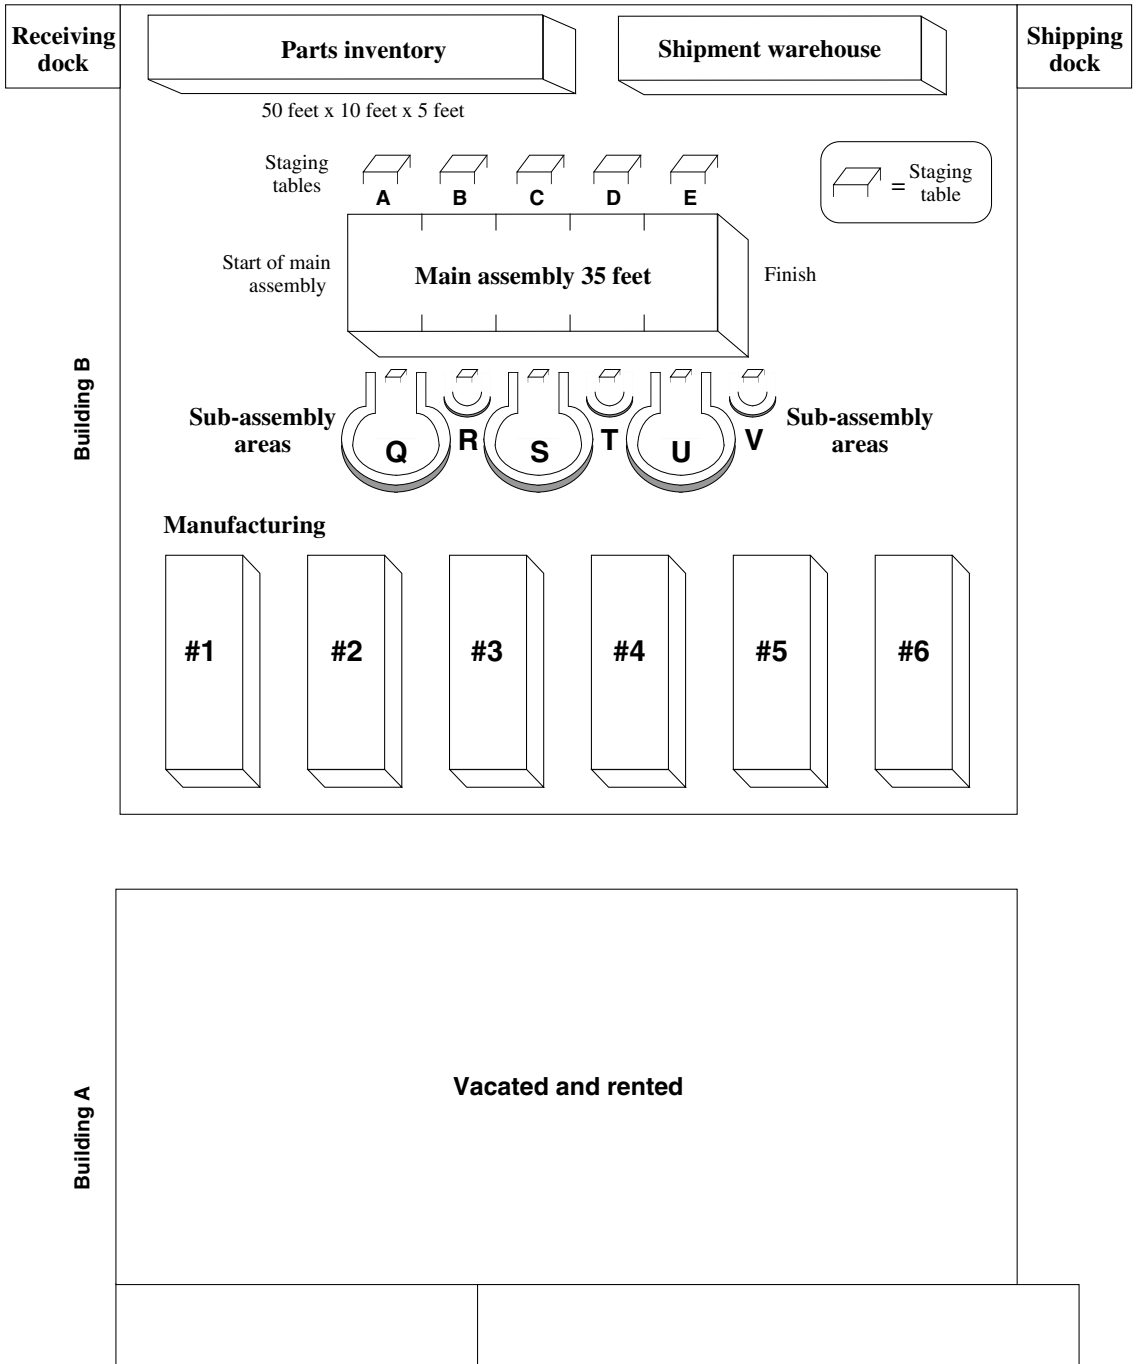 Receiving
dock
Parts inventory
Shipment warehouse
Shipping
dock
50 feet x 10 feet x 5 feet
Staging
tables
A
B
C
D
E
= Staging
table
Start of main
assembly
Main assembly 35 feet
Finish
Building B
Sub-assembly
areas
Q
R
S
T
U
V
Sub-assembly
areas
Manufacturing
#1
#2
#3
#4
#5
#6
Building A
Vacated and rented